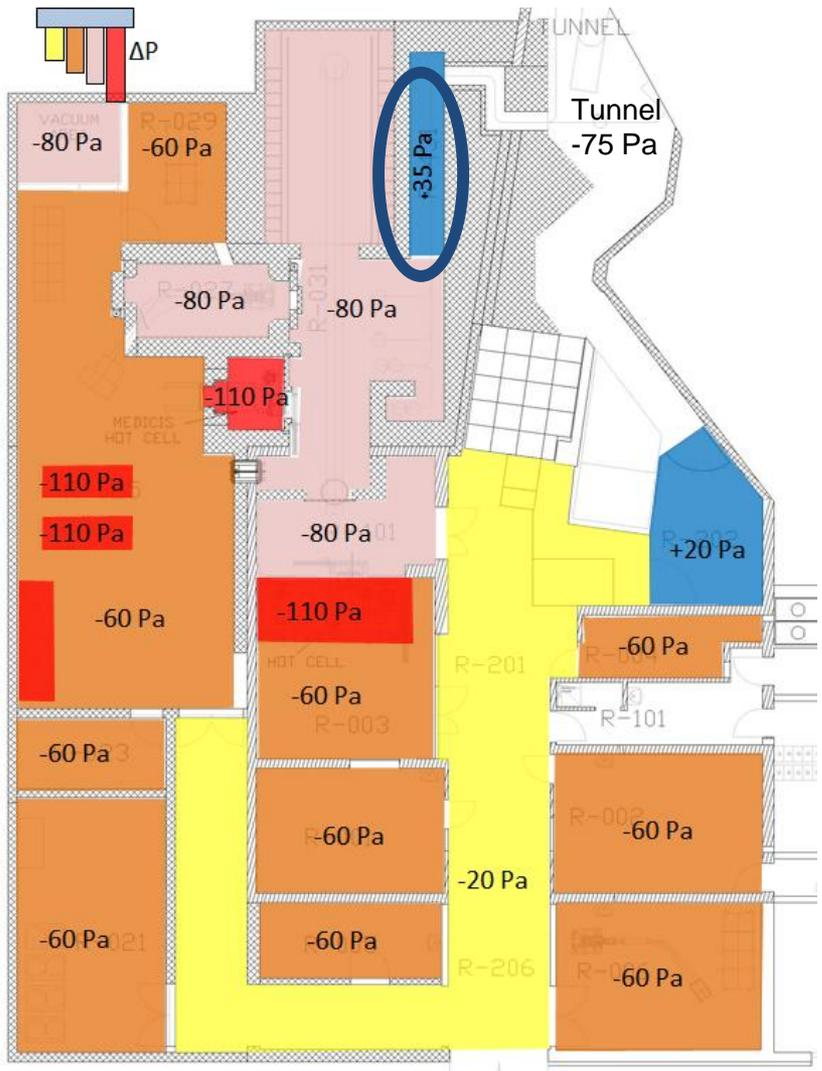 ΔP
TUNNEL
Tunnel
-75 Pa
VACUUM
R-029
-80 Pa
-60 Pa
+35 Pa
-80 Pa
R-031
-80 Pa
-110 Pa
MEDICIS
HOT CELL
-110 Pa
-110 Pa
-80 Pa
+20 Pa
-60 Pa
-110 Pa
HOT CELL
-60 Pa
R-003
R-201
-60 Pa
R-101
-60 Pa
-60 Pa
R-002
-60 Pa
-20 Pa
-60 Pa
-60 Pa
R-206
-60 Pa